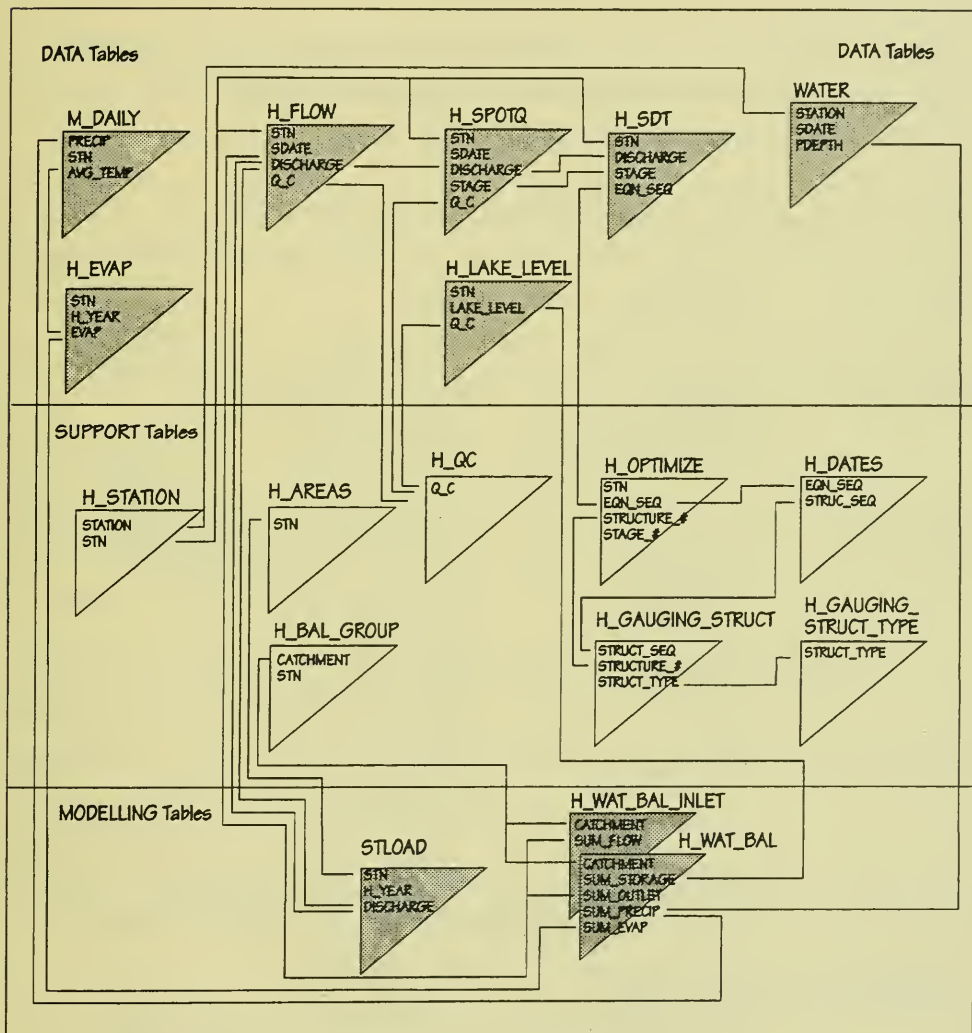 DATA Tables
DATA Tables
M_DAILY
PRECIP
STN
AVG_TEMP
H_FLOW
STN
SDATE
DISCHARGE
Q_C
H_SPOTQ
STN
SDATE
DISCHARGE
STAGE
Q_C
H_SDT
STN
DISCHARGE
STAGE
EQN_SEQ
WATER
STATION
SDATE
PDEPTH
H_EVAP
STN
H_YEAR
EVAP
H_LAKE_LEVEL
STN
LAKE_LEVEL
Q_C
SUPPORT Tables
H_STATION
STATION
STN
H_AREAS
STN
H_QC
Q_C
H_OPTIMIZE
STN
EQN_SEQ
STRUCTURE_#
STAGE_#
H_DATES
EQN_SEQ
STRUC_SEQ
H_BAL_GROUP
CATCHMENT
STN
H_GAUGING_STRUCT
STRUCT_SEQ
STRUCTURE_#
STRUCT_TYPE
H_GAUGING_
STRUCT_TYPE
STRUCT_TYPE
MODELLING Tables
STLOAD
STN
H_YEAR
DISCHARGE
H_WAT_BAL_INLET
CATCHMENT
SUM_FLOW
H_WAT_BAL
CATCHMENT
SUM_STORAGE
SUM_OUTLET
SUM_PRECIP
SUM_EVAP